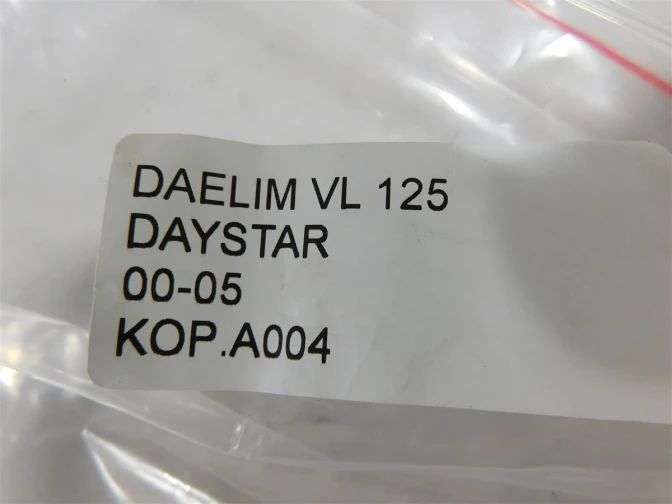 DAELIM VL 125
DAYSTAR
00-05
KOP.A004